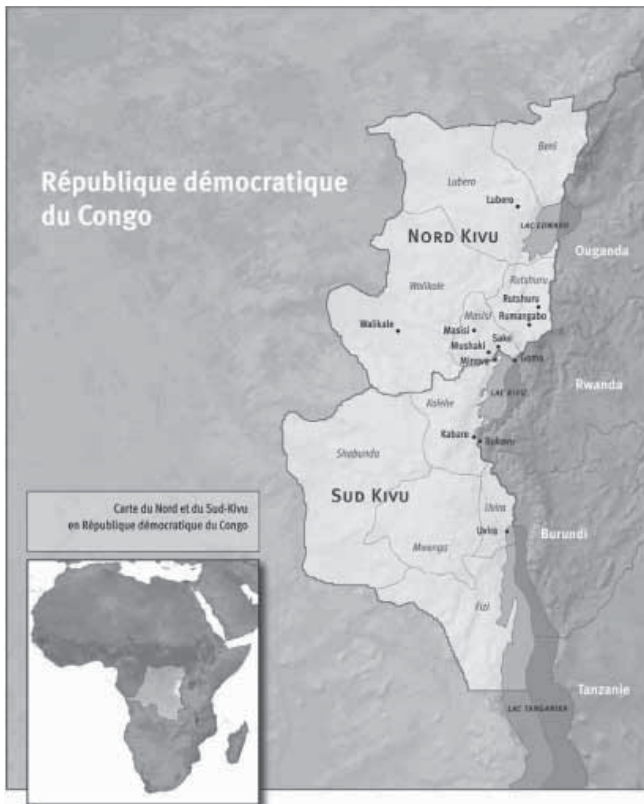 République démocratique
du Congo
Beni
Lubero
Lubero
LAC EDWARD
NORD KIVU
Ouganda
Rutshuru
Walikale
Rutshuru
Rumangabo
Masisi
Walikale
Masisi
Sake
Mushaki
Minova
Goma
LAC KIVU
Rwanda
Kalehe
Kabare
Bukavu
Shabunda
SUD KIVU
Uvira
Carte du Nord et du Sud-Kivu
en République démocratique du Congo
Uvira
Burundi
Mwenga
Fizi
Tanzanie
LAC TANGANIKA